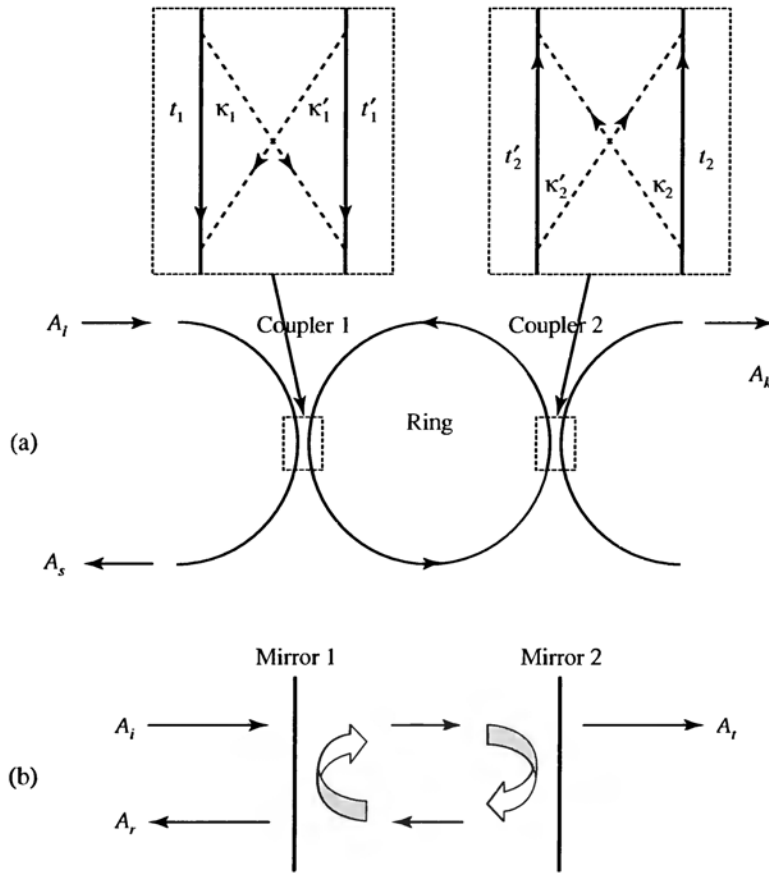 t₁ κ₁ κ₁′ t₁′
t₂′ κ₂′ κ₂ t₂
Aᵢ Coupler 1 Coupler 2
Aₖ
(a) Ring
Aₛ
Mirror 1 Mirror 2
Aᵢ Aₜ
(b)
Aᵣ